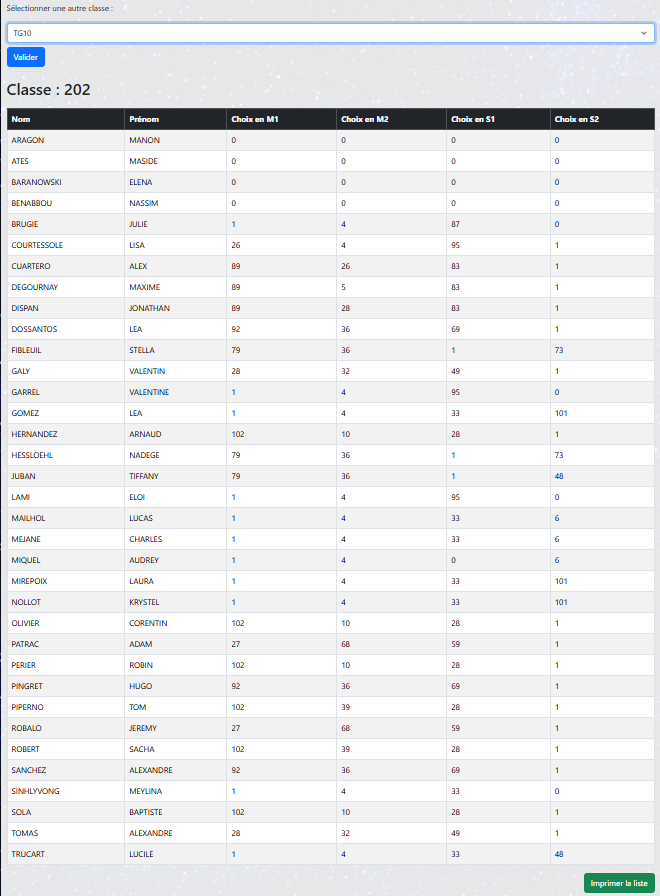 Sélectionner une autre classe :
TG10
Valider
Classe : 202
Nom Prénom Choix en M1 Choix en M2 Choix en S1 Choix en S2
ARAGON MANON 0 0 0 0
ATES MASIDE 0 0 0 0
BARANOWSKI ELENA 0 0 0 0
BENABBOU NASSIM 0 0 0 0
BRUGIE JULIE 1 4 87 0
COURTESSOLE LISA 26 4 95 1
CUARTERO ALEX 89 26 83 1
DEGOURNAY MAXIME 89 5 83 1
DISPAN JONATHAN 89 28 83 1
DOSSANTOS LEA 92 36 69 1
FIBLEUIL STELLA 79 36 1 73
GALY VALENTIN 28 32 49 1
GARREL VALENTINE 1 4 95 0
GOMEZ LEA 1 4 33 101
HERNANDEZ ARNAUD 102 10 28 1
HESSLOEHL NADEGE 79 36 1 73
JUBAN TIFFANY 79 36 1 48
LAMI ELOI 1 4 95 0
MAILHOL LUCAS 1 4 33 6
MEJANE CHARLES 1 4 33 6
MIQUEL AUDREY 1 4 0 6
MIREPOIX LAURA 1 4 33 101
NOLLOT KRYSTEL 1 4 33 101
OLIVIER CORENTIN 102 10 28 1
PATRAC ADAM 27 68 59 1
PERIER ROBIN 102 10 28 1
PINGRET HUGO 92 36 69 1
PIPERNO TOM 102 39 28 1
ROBALO JEREMY 27 68 59 1
ROBERT SACHA 102 39 28 1
SANCHEZ ALEXANDRE 92 36 69 1
SINHLYVONG MEYLINA 1 4 33 0
SOLA BAPTISTE 102 10 28 1
TOMAS ALEXANDRE 28 32 49 1
TRUCART LUCILE 1 4 33 48
Imprimer la liste